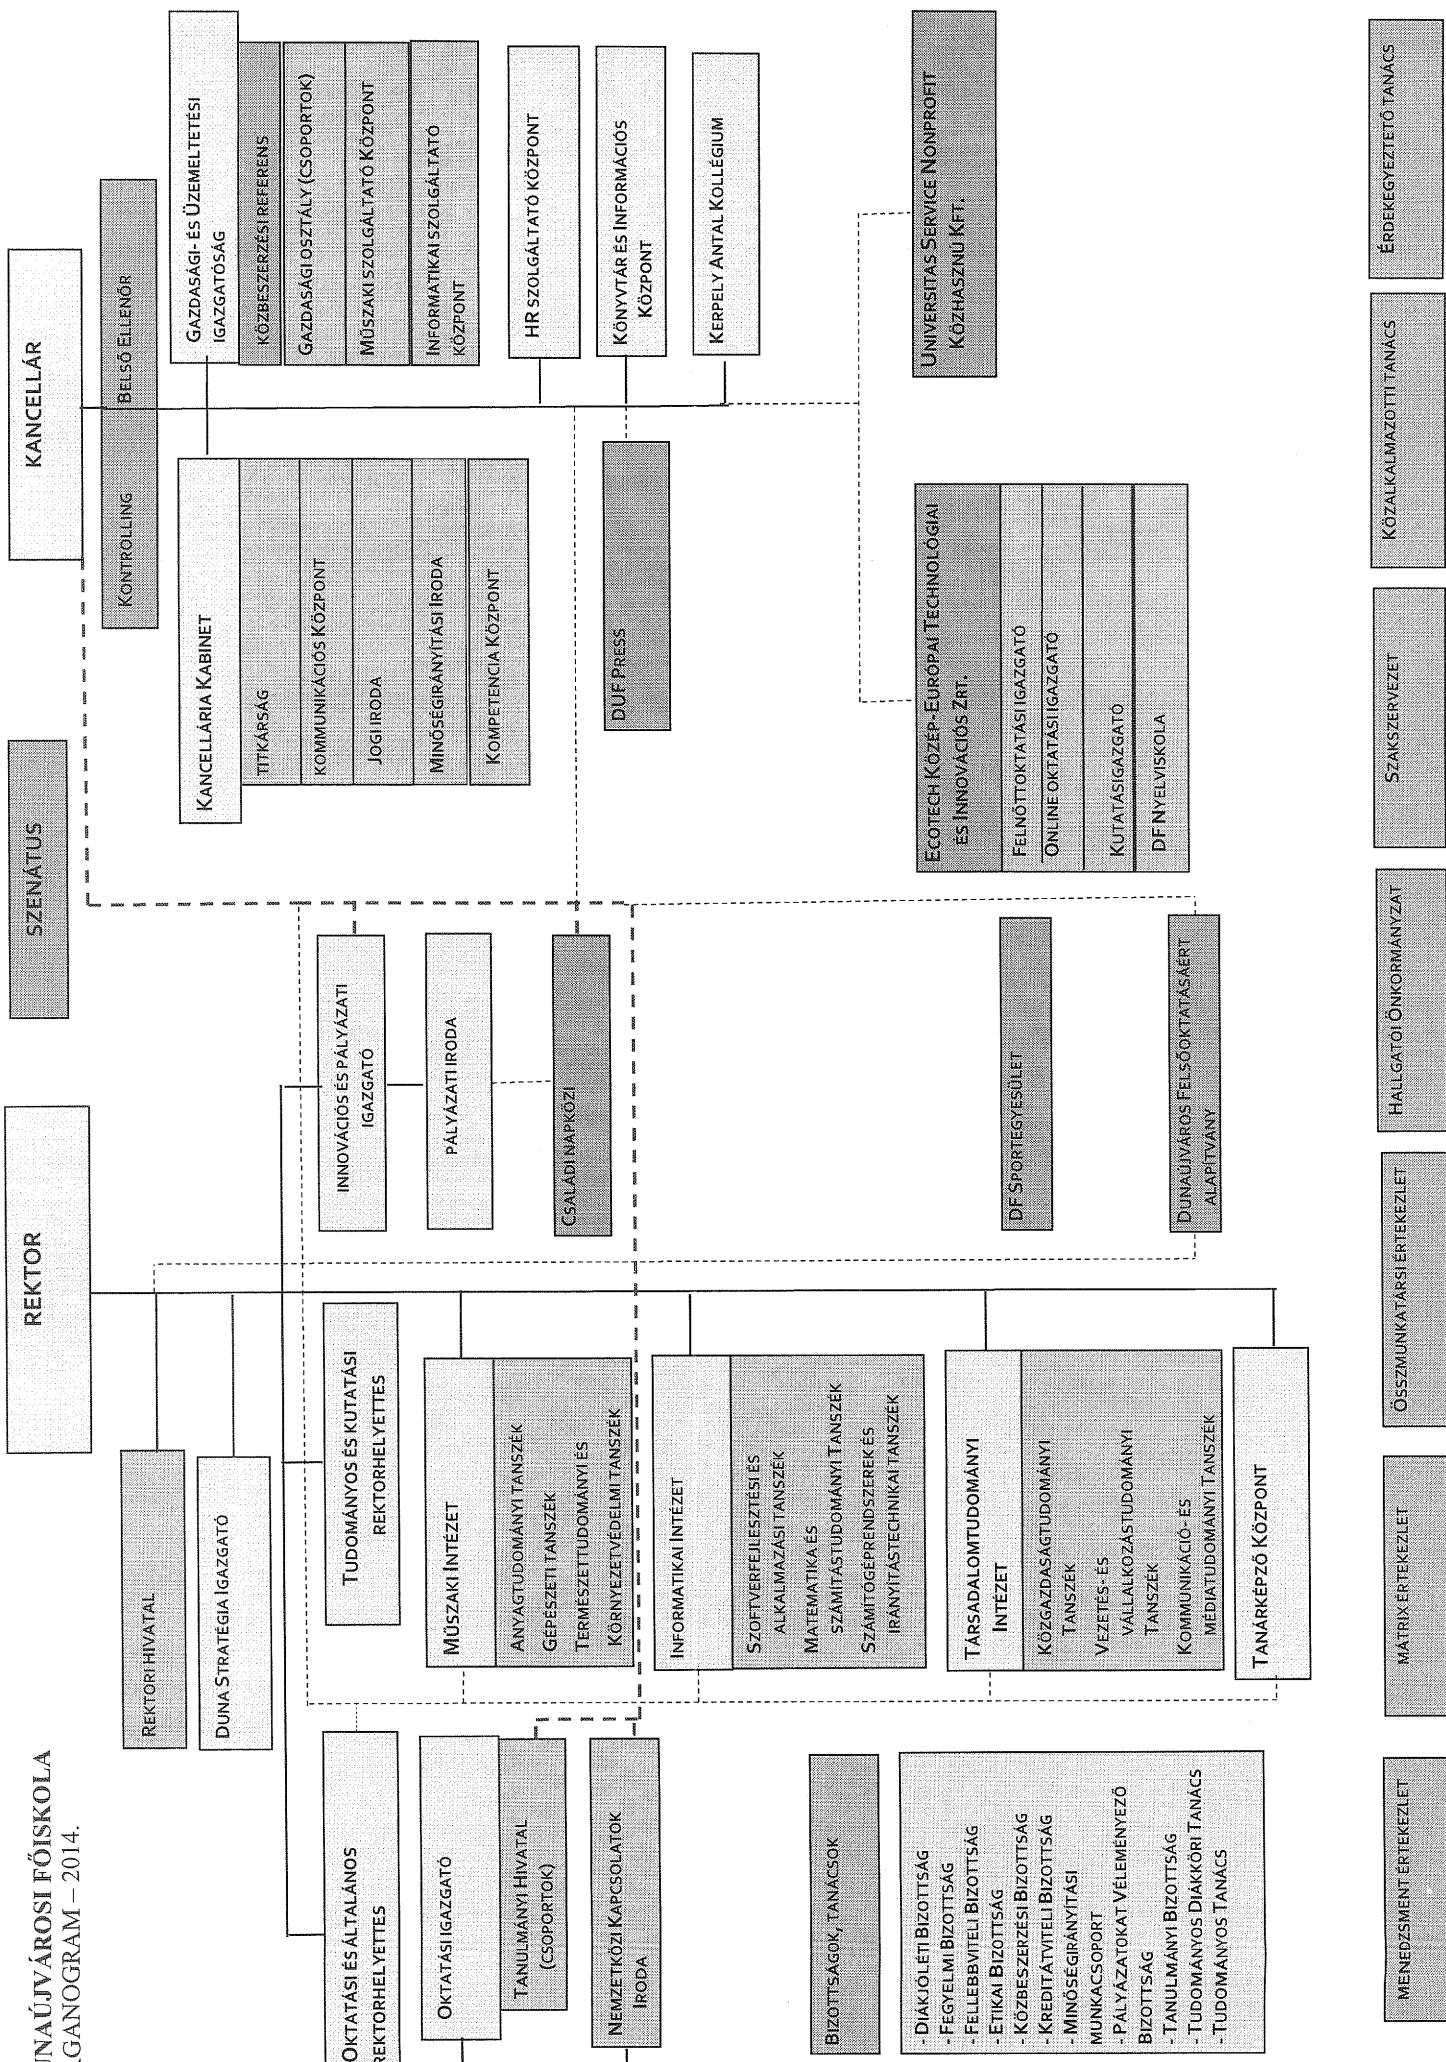 UNAÚJVÁROSI FŐISKOLA
GANOGRAM – 2014.
REKTOR
SZENÁTUS
KANCELLÁR
REKTORI HIVATAL
DUNA STRATÉGIA IGAZGATÓ
KONTROLLING
BELSŐ ELLENŐR
OKTATÁSI ÉS ÁLTALÁNOS
REKTORHELYETTES
OKTATÁSI IGAZGATÓ
TANULMÁNYI HIVATAL
(CSOPORTOK)
NEMZETKÖZI KAPCSOLATOK
IRODA
TUDOMÁNYOS ÉS KUTATÁSI
REKTORHELYETTES
MŰSZAKI INTÉZET
ANYAGTUDOMÁNYI TANSZÉK
GÉPÉSZETI TANSZÉK
TERMÉSZETTUDOMÁNYI ÉS
KÖRNYEZETVÉDELMI TANSZÉK
INFORMATIKAI INTÉZET
SZOFTVERFEJLESZTÉSI ÉS
ALKALMAZÁSI TANSZÉK
MATEMATIKA ÉS
SZÁMÍTÁSTUDOMÁNYI TANSZÉK
SZÁMÍTÓGÉPRENDSZEREK ÉS
IRÁNYÍTÁSTECHNIKAI TANSZÉK
TÁRSADALOMTUDOMÁNYI
INTÉZET
KÖZGAZDASÁGTUDOMÁNYI
TANSZÉK
VEZETÉS- ÉS
VÁLLALKOZÁSTUDOMÁNYI
TANSZÉK
KOMMUNIKÁCIÓ- ÉS
MÉDIATUDOMÁNYI TANSZÉK
TANÁRKÉPZŐ KÖZPONT
INNOVÁCIÓS ÉS PÁLYÁZATI
IGAZGATÓ
PÁLYÁZATI IRODA
CSALÁDI NAPKÖZI
DF SPORTEGYESÜLET
DUNAÚJVÁROS FELSŐOKTATÁSÁÉRT
ALAPÍTVÁNY
KANCELLÁRIA KABINET
TITKÁRSÁG
KOMMUNIKÁCIÓS KÖZPONT
JOGI IRODA
MINŐSÉGIRÁNYÍTÁSI IRODA
KOMPETENCIA KÖZPONT
DUF PRESS
GAZDASÁGI- ÉS ÜZEMELTETÉSI
IGAZGATÓSÁG
KÖZBESZERZÉSI REFERENS
GAZDASÁGI OSZTÁLY (CSOPORTOK)
MŰSZAKI SZOLGÁLTATÓ KÖZPONT
INFORMATIKAI SZOLGÁLTATÓ
KÖZPONT
HR SZOLGÁLTATÓ KÖZPONT
KÖNYVTÁR ÉS INFORMÁCIÓS
KÖZPONT
KERPELY ANTAL KOLLÉGIUM
ECOTECH KÖZÉP-EURÓPAI TECHNOLÓGIAI
ÉS INNOVÁCIÓS ZRT.
FELNŐTTOKTATÁSI IGAZGATÓ
ONLINE OKTATÁSI IGAZGATÓ
KUTATÁSIGAZGATÓ
DF NYELVISKOLA
UNIVERSITAS SERVICE NONPROFIT
KÖZHASZNÚ KFT.
BIZOTTSÁGOK, TANÁCSOK
- DIÁKJÓLÉTI BIZOTTSÁG
- FEGYELMI BIZOTTSÁG
- FELLEBBVITELI BIZOTTSÁG
- ETIKAI BIZOTTSÁG
- KÖZBESZERZÉSI BIZOTTSÁG
- KREDITÁTVITELI BIZOTTSÁG
- MINŐSÉGIRÁNYÍTÁSI
MUNKACSOPORT
- PÁLYÁZATOKAT VÉLEMÉNYEZŐ
BIZOTTSÁG
- TANULMÁNYI BIZOTTSÁG
- TUDOMÁNYOS DIÁKKÖRI TANÁCS
- TUDOMÁNYOS TANÁCS
MENEDZSMENT ÉRTEKEZLET
MÁTRIX ÉRTEKEZLET
ÖSSZMUNKATÁRSI ÉRTEKEZLET
HALLGATÓI ÖNKORMÁNYZAT
SZAKSZERVEZET
KÖZALKALMAZOTTI TANÁCS
ÉRDEKEGYEZTETŐ TANÁCS